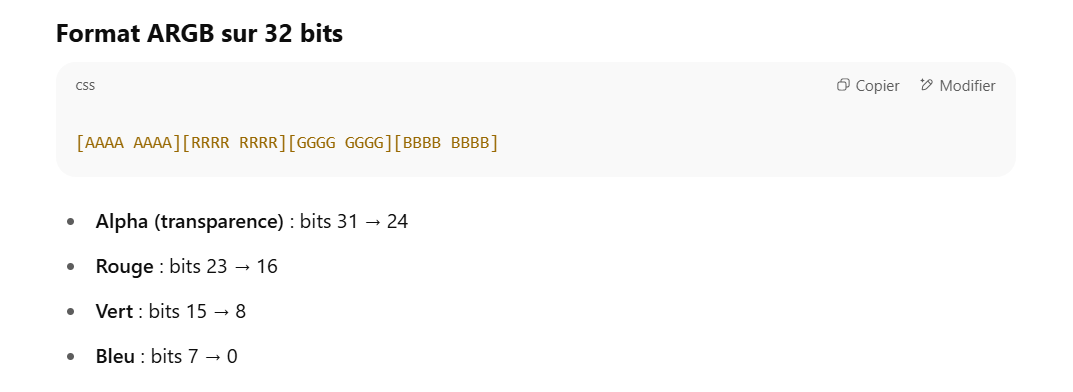 Format ARGB sur 32 bits
css
Copier
Modifier
[AAAA AAAA][RRRR RRRR][GGGG GGGG][BBBB BBBB]
• Alpha (transparence) : bits 31 → 24
• Rouge : bits 23 → 16
• Vert : bits 15 → 8
• Bleu : bits 7 → 0